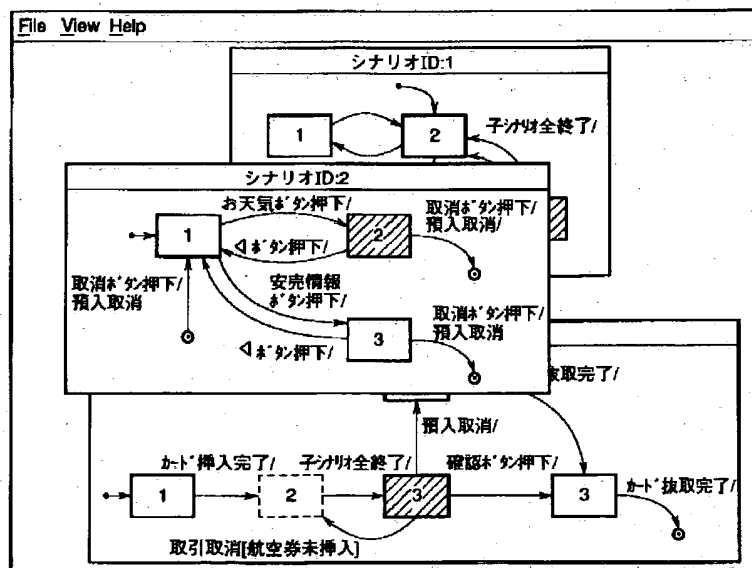 File View Help
シナリオID:1
1
2
子シナリオ全終了/
シナリオID:2
お天気ボタン押下/
1
2
取消ボタン押下/
預入取消/
◁ボタン押下/
取消ボタン押下/
預入取消
安売情報
ボタン押下/
3
取消ボタン押下/
預入取消
◁ボタン押下/
抜取完了/
預入取消/
カード挿入完了/
子シナリオ全終了/
確認ボタン押下/
1
2
3
3
カード抜取完了/
取引取消[航空券未挿入]